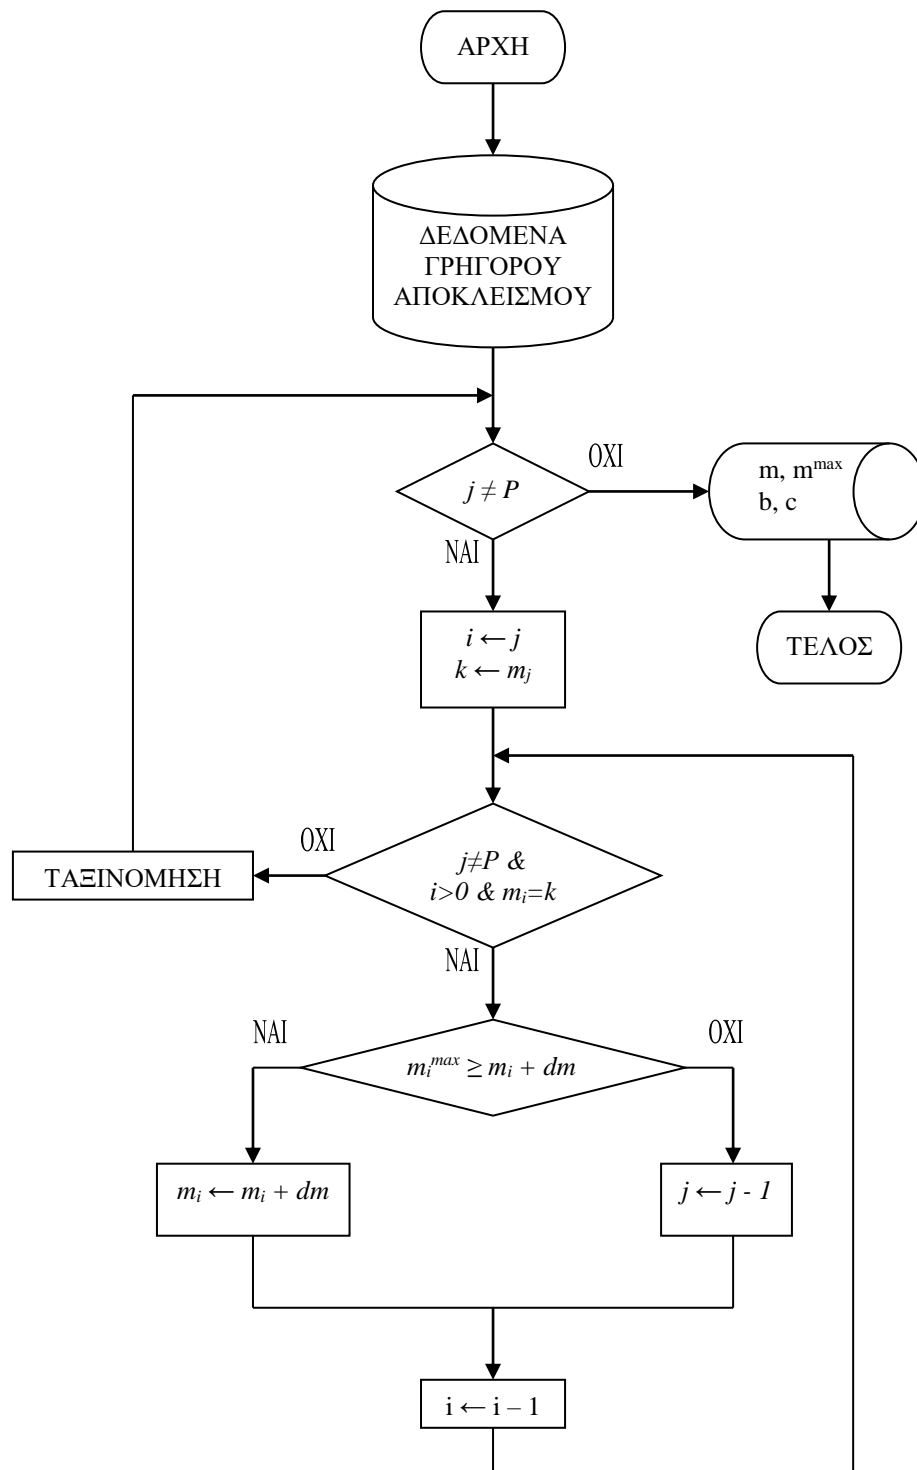 ΑΡΧΗ
ΔΕΔΟΜΕΝΑ
ΓΡΗΓΟΡΟΥ
ΑΠΟΚΛΕΙΣΜΟΥ
j ≠ P
ΟΧΙ
m, m^max
b, c
ΤΕΛΟΣ
ΝΑΙ
i ← j
k ← m_j
j≠P &
i>0 & m_i=k
ΟΧΙ
ΤΑΞΙΝΟΜΗΣΗ
ΝΑΙ
m_i^max ≥ m_i + dm
ΝΑΙ
ΟΧΙ
m_i ← m_i + dm
j ← j - 1
i ← i – 1